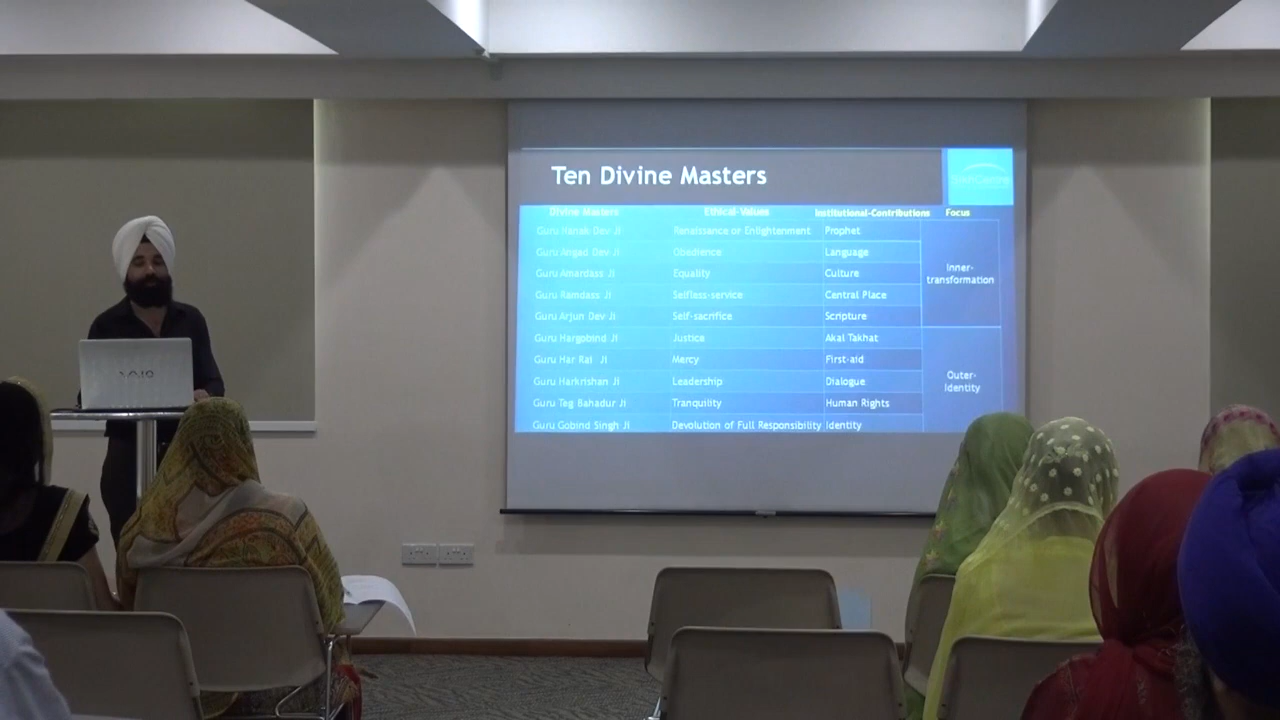 Ten Divine Masters
Divine Masters Ethical-Values Institutional-Contributions Focus
Guru Nanak Dev Ji Renaissance or Enlightenment Prophet
Guru Angad Dev Ji Obedience Language
Guru Amardass Ji Equality Culture
Inner-transformation
Guru Ramdass Ji Selfless-service Central Place
Guru Arjun Dev Ji Self-sacrifice Scripture
Guru Hargobind Ji Justice Akal Takhat
Guru Har Rai Ji Mercy First-aid
Guru Harkrishan Ji Leadership Dialogue
Outer-Identity
Guru Teg Bahadur Ji Tranquility Human Rights
Guru Gobind Singh Ji Devolution of Full Responsibility Identity
VAIO